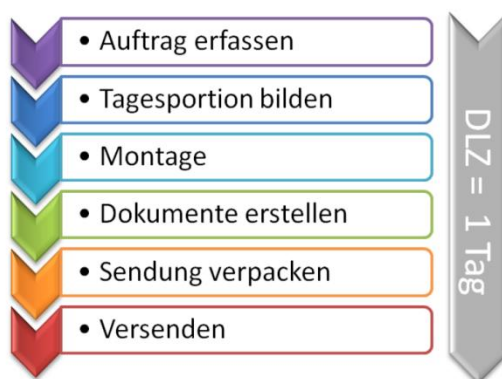 • Auftrag erfassen
• Tagesportion bilden
• Montage
• Dokumente erstellen
• Sendung verpacken
• Versenden
DLZ = 1 Tag